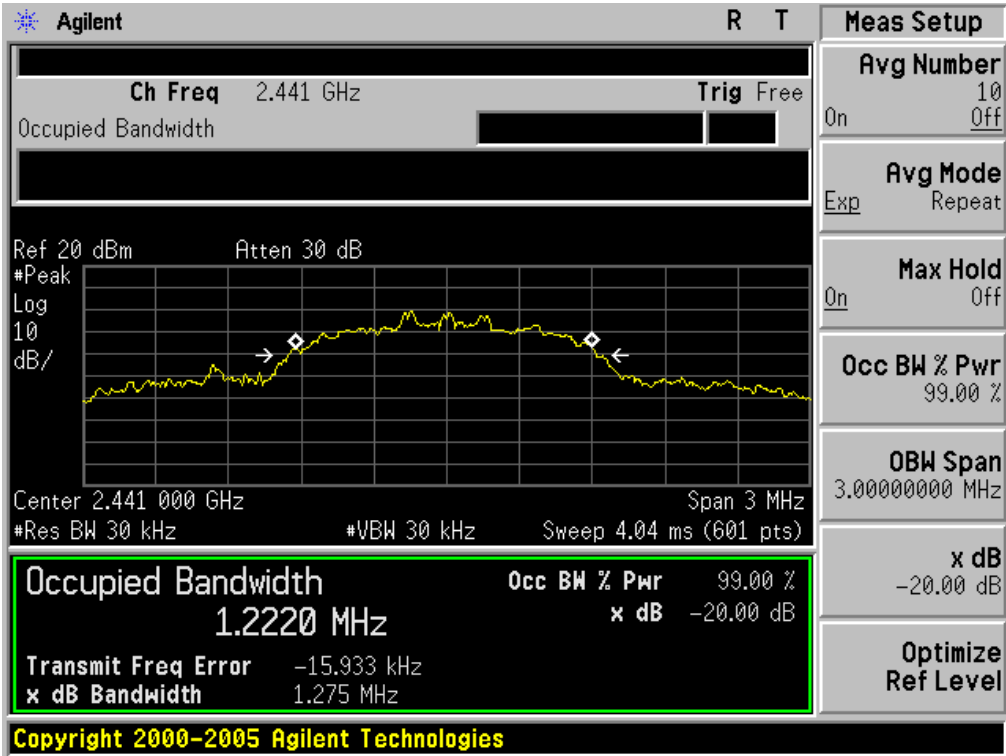 Agilent R T
Ch Freq 2.441 GHz Trig Free
Occupied Bandwidth
Ref 20 dBm Atten 30 dB
#Peak
Log
10
dB/
Center 2.441 000 GHz Span 3 MHz
#Res BW 30 kHz #VBW 30 kHz Sweep 4.04 ms (601 pts)
Occupied Bandwidth Occ BW % Pwr 99.00 %
1.2220 MHz x dB -20.00 dB
Transmit Freq Error -15.933 kHz
x dB Bandwidth 1.275 MHz
Copyright 2000-2005 Agilent Technologies
Meas Setup
Avg Number
10
On Off
Avg Mode
Exp Repeat
Max Hold
On Off
Occ BW % Pwr
99.00 %
OBW Span
3.00000000 MHz
x dB
-20.00 dB
Optimize
Ref Level